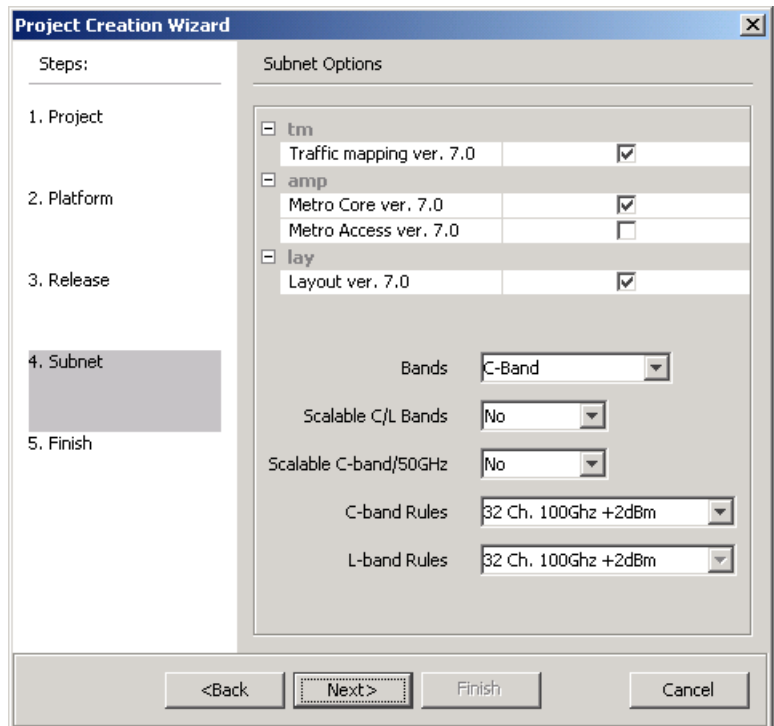 Project Creation Wizard
Steps:
1. Project
2. Platform
3. Release
4. Subnet
5. Finish
Subnet Options
tm
Traffic mapping ver. 7.0
amp
Metro Core ver. 7.0
Metro Access ver. 7.0
lay
Layout ver. 7.0
Bands C-Band
Scalable C/L Bands No
Scalable C-band/50GHz No
C-band Rules 32 Ch. 100Ghz +2dBm
L-band Rules 32 Ch. 100Ghz +2dBm
<Back Next> Finish Cancel